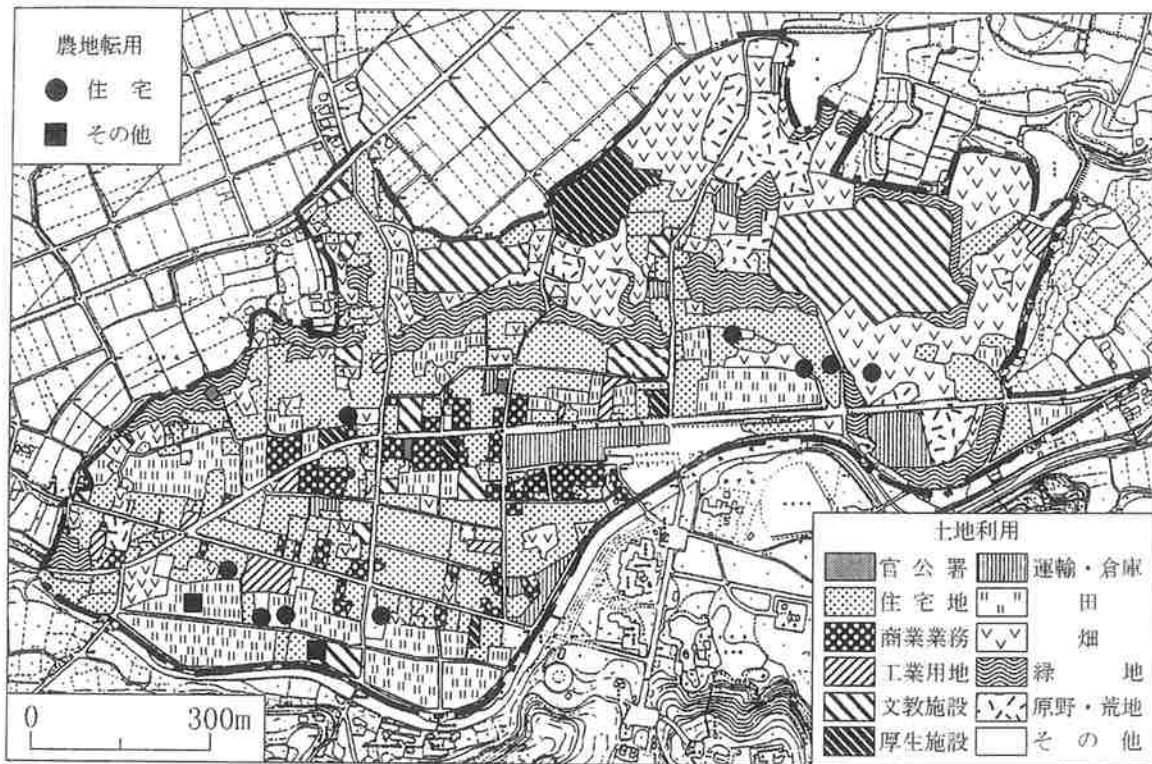 農地転用
住宅
その他
0 300m
土地利用
官公署 運輸・倉庫
住宅地 田
商業業務 畑
工業用地 緑地
文教施設 原野・荒地
厚生施設 その他